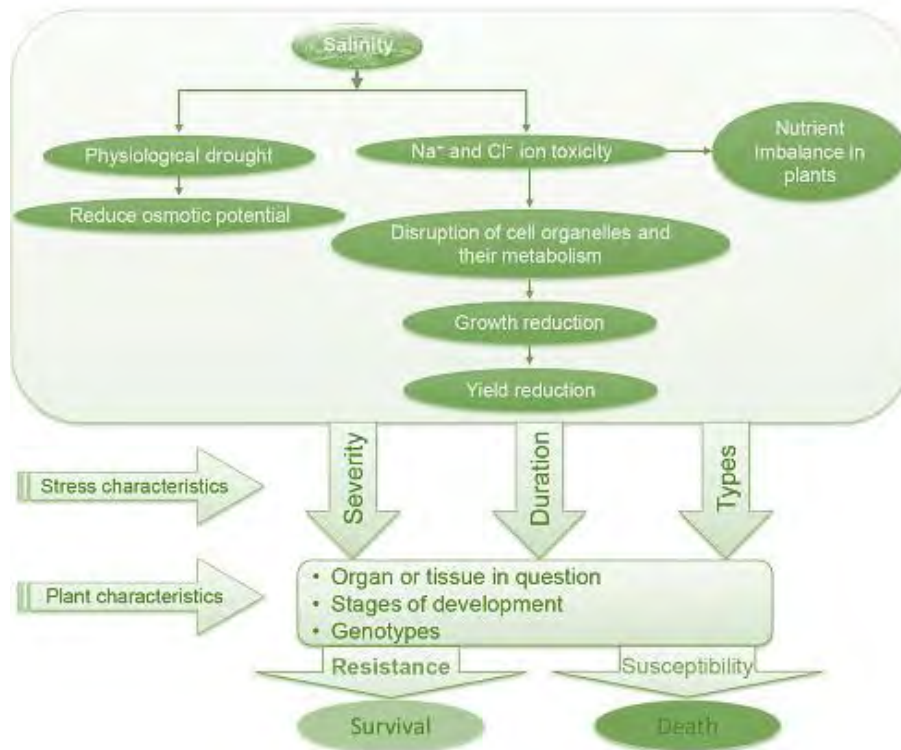 Salinity
Physiological drought
Na⁺ and Cl⁻ ion toxicity
Nutrient
Imbalance in
plants
Reduce osmotic potential
Disruption of cell organelles and
their metabolism
Growth reduction
Yield reduction
Stress characteristics
Severity
Duration
Types
Plant characteristics
• Organ or tissue in question
• Stages of development
• Genotypes
Resistance
Susceptibility
Survival
Death